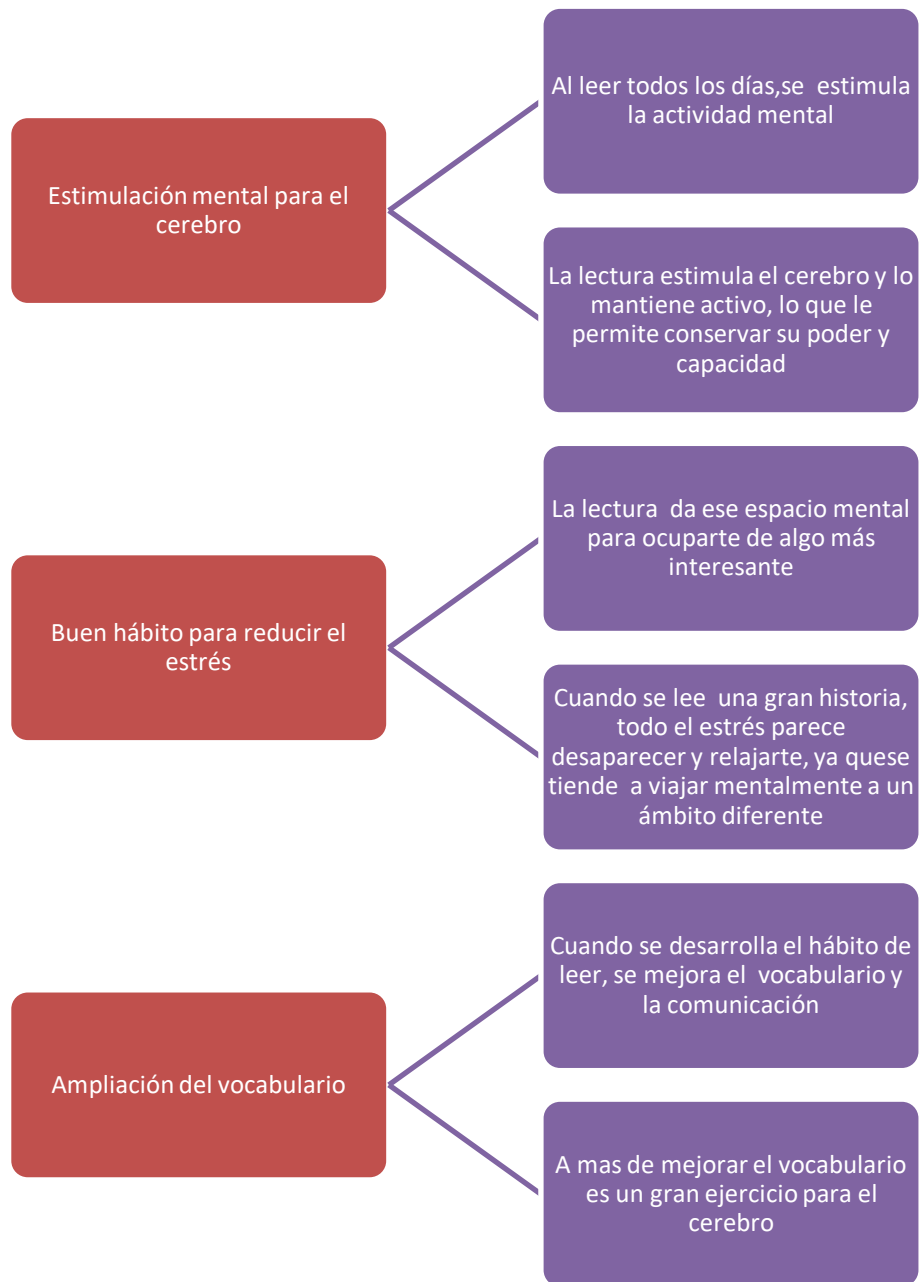 Estimulación mental para el
cerebro
Al leer todos los días,se estimula
la actividad mental
La lectura estimula el cerebro y lo
mantiene activo, lo que le
permite conservar su poder y
capacidad
Buen hábito para reducir el
estrés
La lectura da ese espacio mental
para ocuparte de algo más
interesante
Cuando se lee una gran historia,
todo el estrés parece
desaparecer y relajarte, ya quese
tiende a viajar mentalmente a un
ámbito diferente
Ampliación del vocabulario
Cuando se desarrolla el hábito de
leer, se mejora el vocabulario y
la comunicación
A mas de mejorar el vocabulario
es un gran ejercicio para el
cerebro